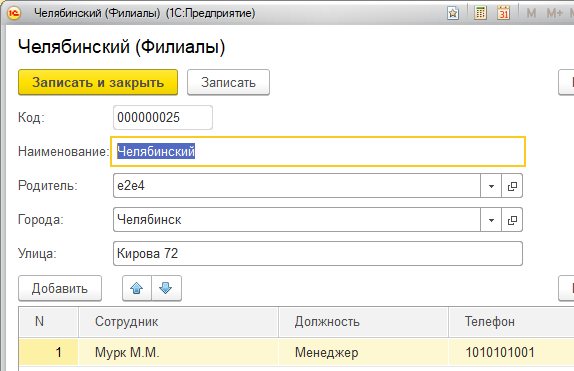 Челябинский (Филиалы) (1С:Предприятие)
M M+
Челябинский (Филиалы)
Записать и закрыть Записать
Код: 000000025
Наименование: Челябинский
Родитель: e2e4
Города: Челябинск
Улица: Кирова 72
Добавить
N Сотрудник Должность Телефон
1 Мурк М.М. Менеджер 1010101001